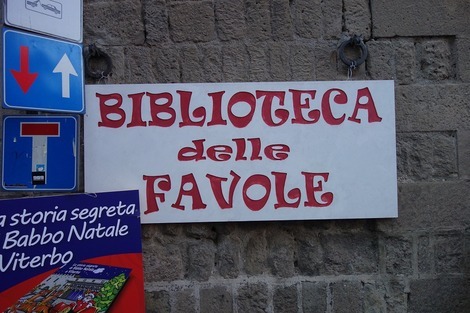 BIBLIOTECA
delle
FAVOLE
a storia segreta
Babbo Natale
Viterbo